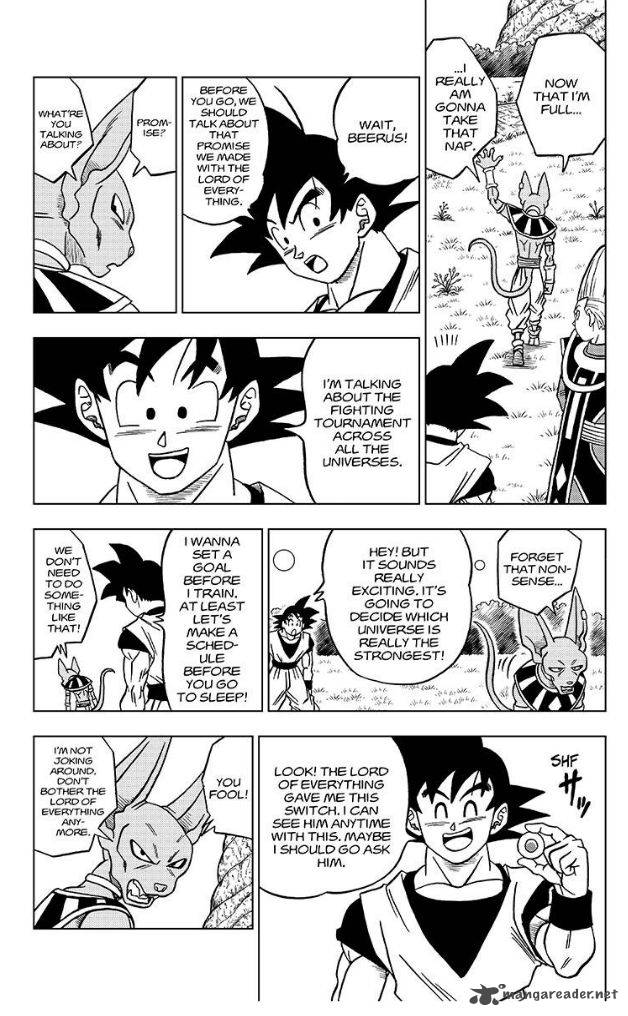 NOW
THAT I'M
FULL...
...I
REALLY
AM
GONNA
TAKE
THAT
NAP.
WAIT,
BEERUS!
BEFORE
YOU GO, WE
SHOULD
TALK ABOUT
THAT
PROMISE
WE MADE
WITH THE
LORD OF
EVERY-
THING.
PROM-
ISE?
WHAT'RE
YOU
TALKING
ABOUT?
I'M TALKING
ABOUT THE
FIGHTING
TOURNAMENT
ACROSS
ALL THE
UNIVERSES.
FORGET
THAT NON-
SENSE...
HEY! BUT
IT SOUNDS
REALLY
EXCITING. IT'S
GOING TO
DECIDE WHICH
UNIVERSE IS
REALLY THE
STRONGEST!
I WANNA
SET A
GOAL
BEFORE
I TRAIN.
AT LEAST
LET'S
MAKE A
SCHED-
ULE
BEFORE
YOU GO
TO SLEEP!
WE
DON'T
NEED
TO DO
SOME-
THING
LIKE
THAT!
SHF
LOOK! THE LORD
OF EVERYTHING
GAVE ME THIS
SWITCH. I CAN
SEE HIM ANYTIME
WITH THIS. MAYBE
I SHOULD GO ASK
HIM.
YOU
FOOL!
I'M NOT
JOKING
AROUND,
DON'T
BOTHER THE
LORD OF
EVERYTHING
ANY-
MORE.
mangareader.net